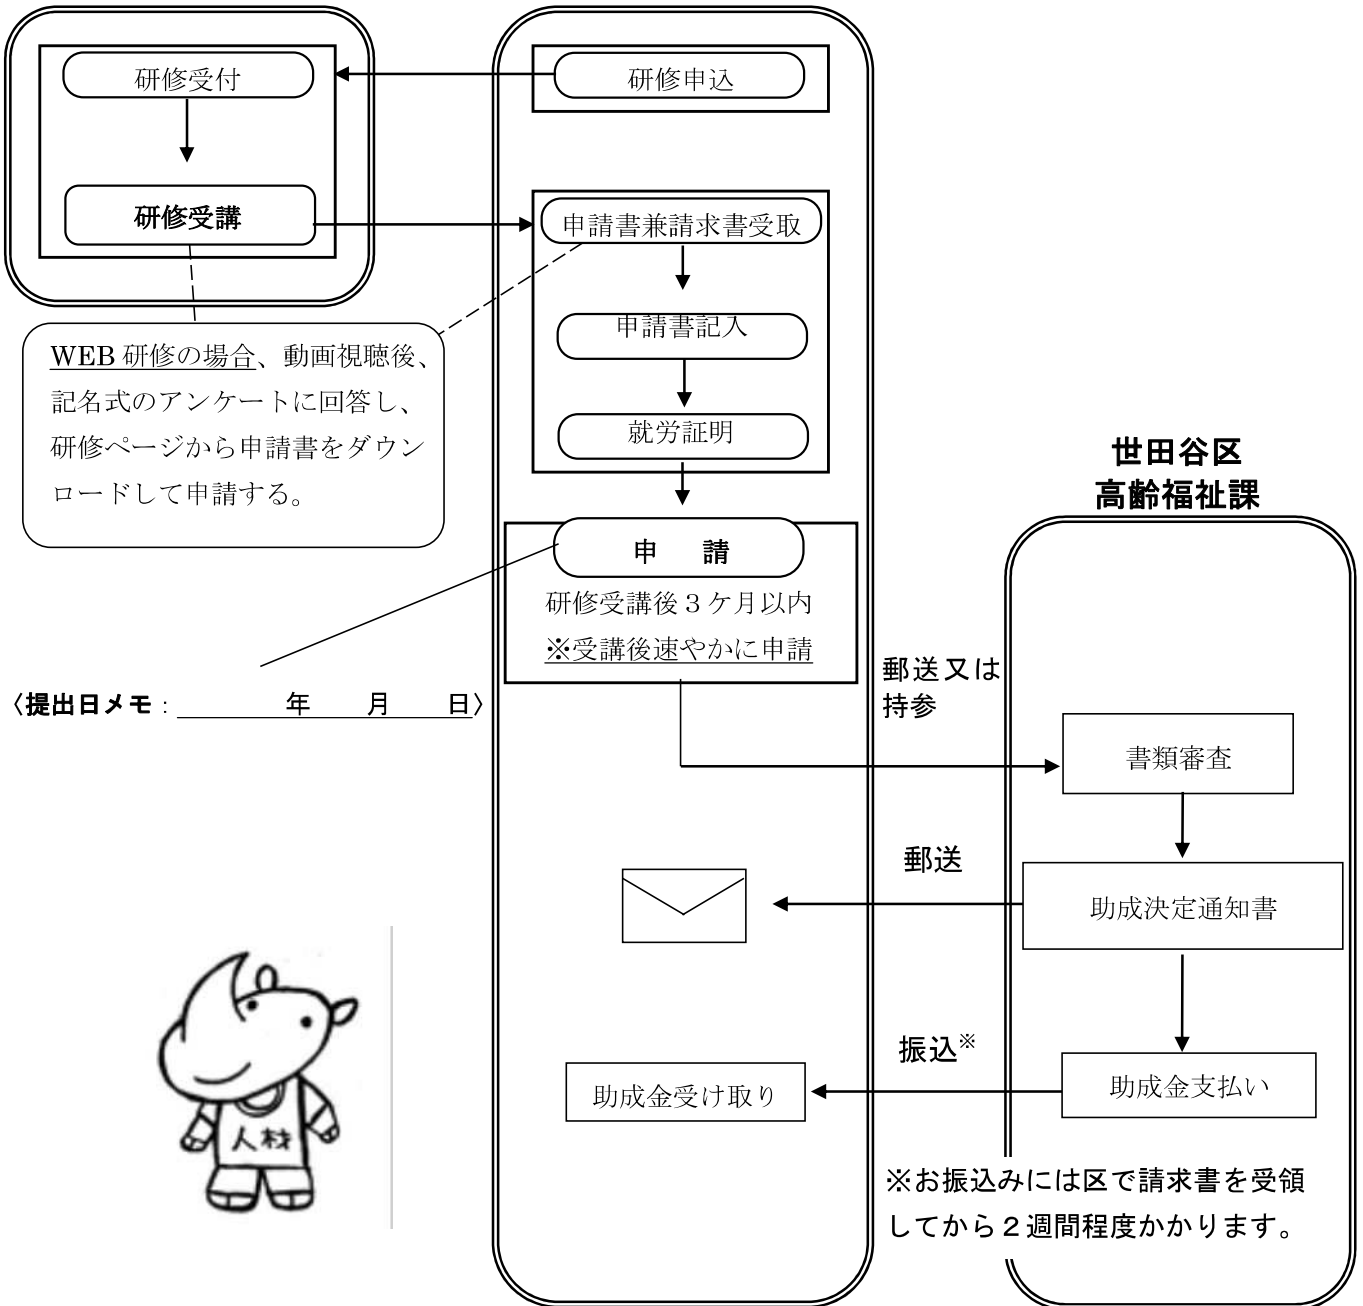 研修受付
研修申込
研修受講
申請書兼請求書受取
申請書記入
就労証明
WEB 研修の場合、動画視聴後、
記名式のアンケートに回答し、
研修ページから申請書をダウン
ロードして申請する。
世田谷区
高齢福祉課
申　請
研修受講後３ケ月以内
※受講後速やかに申請
〈提出日メモ：　　　　年　　月　　日〉
郵送又は
持参
書類審査
郵送
助成決定通知書
振込※
助成金受け取り
助成金支払い
人材
※お振込みには区で請求書を受領
してから２週間程度かかります。